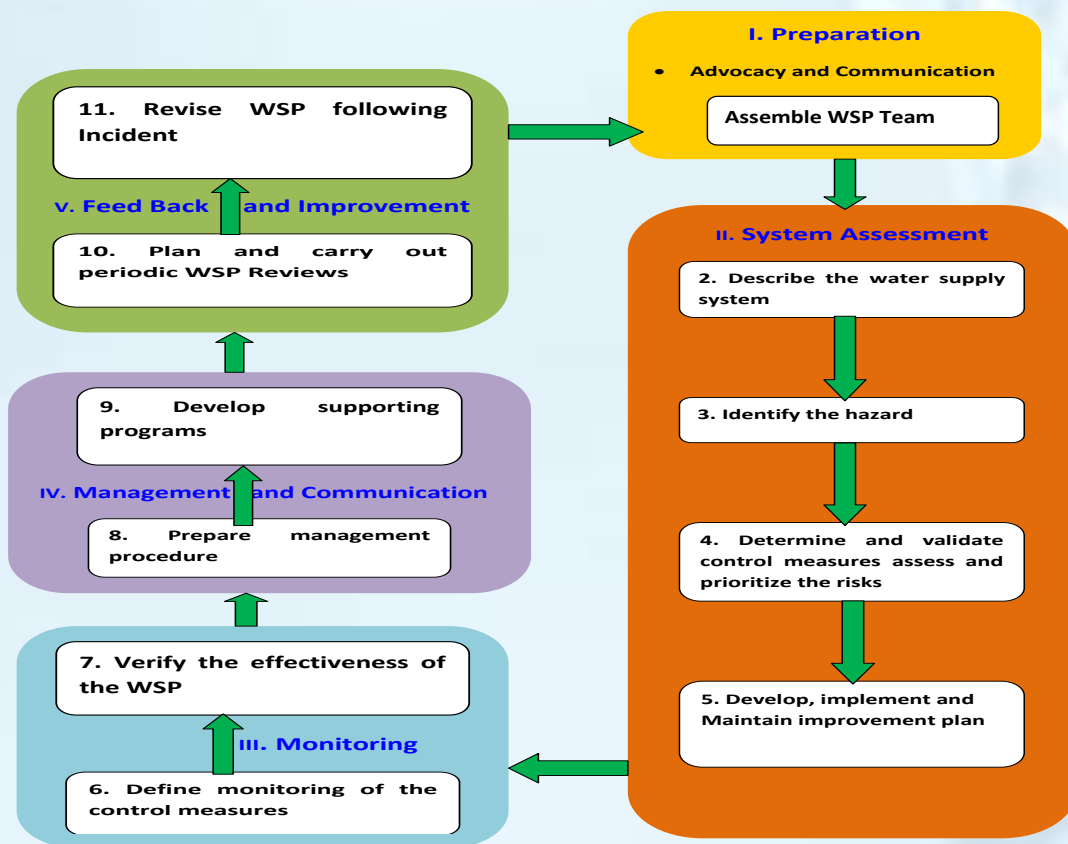 I. Preparation
• Advocacy and Communication
Assemble WSP Team
II. System Assessment
2. Describe the water supply
system
3. Identify the hazard
4. Determine and validate
control measures assess and
prioritize the risks
5. Develop, implement and
Maintain improvement plan
III. Monitoring
6. Define monitoring of the
control measures
7. Verify the effectiveness of
the WSP
IV. Management and Communication
8. Prepare management
procedure
9. Develop supporting
programs
V. Feed Back and Improvement
10. Plan and carry out
periodic WSP Reviews
11. Revise WSP following
Incident